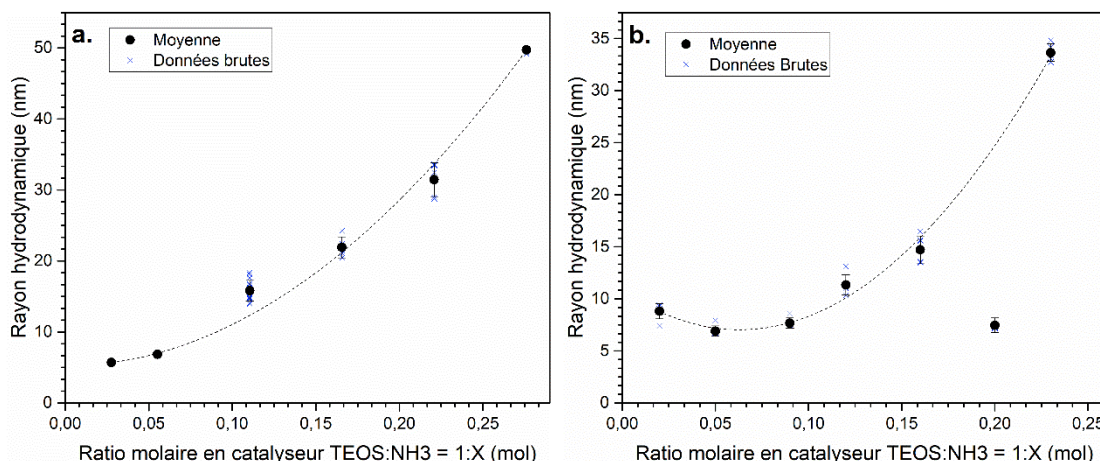 a.
Moyenne
Données brutes
Rayon hydrodynamique (nm)
50
40
30
20
10
0
0,00 0,05 0,10 0,15 0,20 0,25
Ratio molaire en catalyseur TEOS:NH3 = 1:X (mol)
b.
Moyenne
Données Brutes
Rayon hydrodynamique (nm)
35
30
25
20
15
10
5
0
0,00 0,05 0,10 0,15 0,20 0,25
Ratio molaire en catalyseur TEOS:NH3 = 1:X (mol)